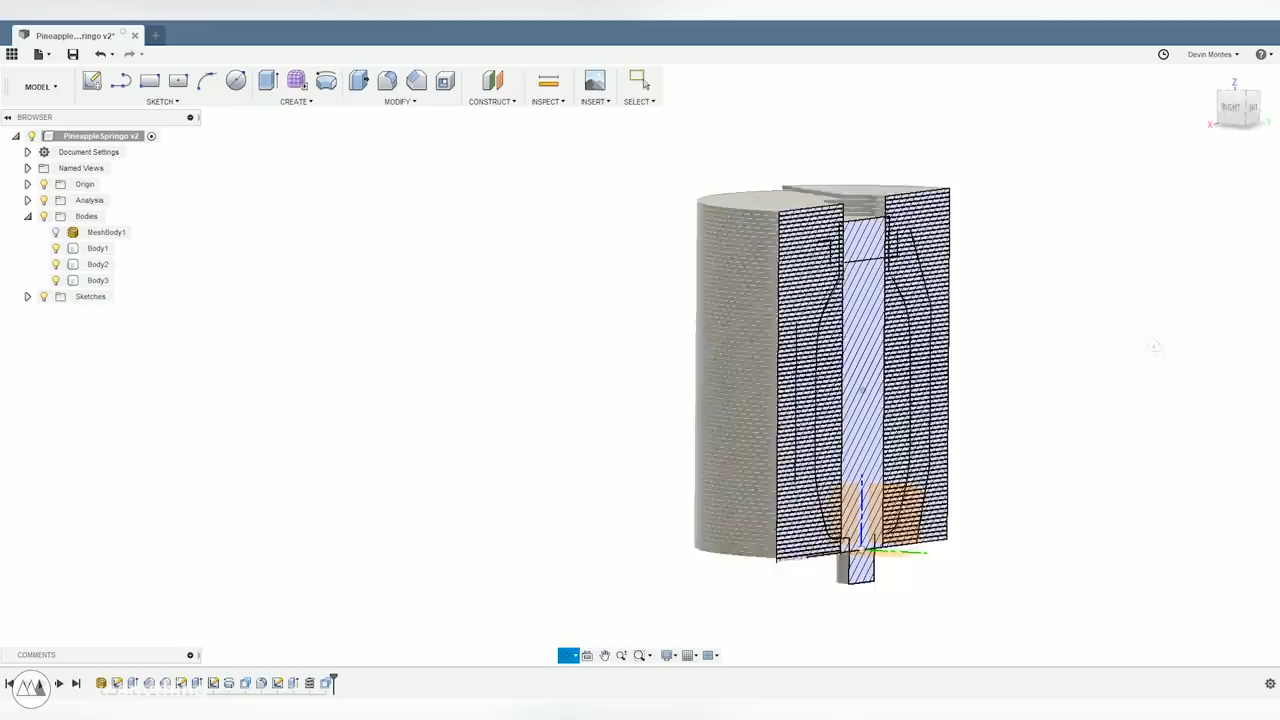 Pineapple...ringo v2*
Devin Montes
MODEL
SKETCH
CREATE
MODIFY
CONSTRUCT
INSPECT
INSERT
SELECT
Z
RIGHT
X
BROWSER
PineappleSpringo v2
Document Settings
Named Views
Origin
Analysis
Bodies
MeshBody1
Body1
Body2
Body3
Sketches
COMMENTS